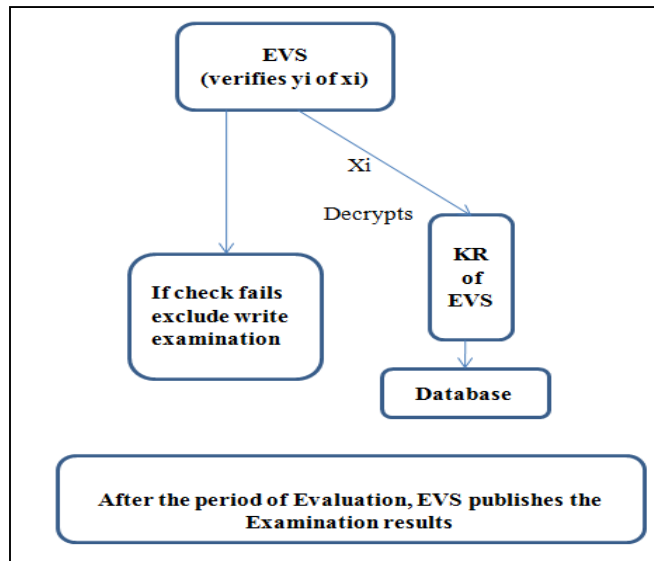 EVS
(verifies yi of xi)
Xi
Decrypts
If check fails
exclude write
examination
KR
of
EVS
Database
After the period of Evaluation, EVS publishes the
Examination results